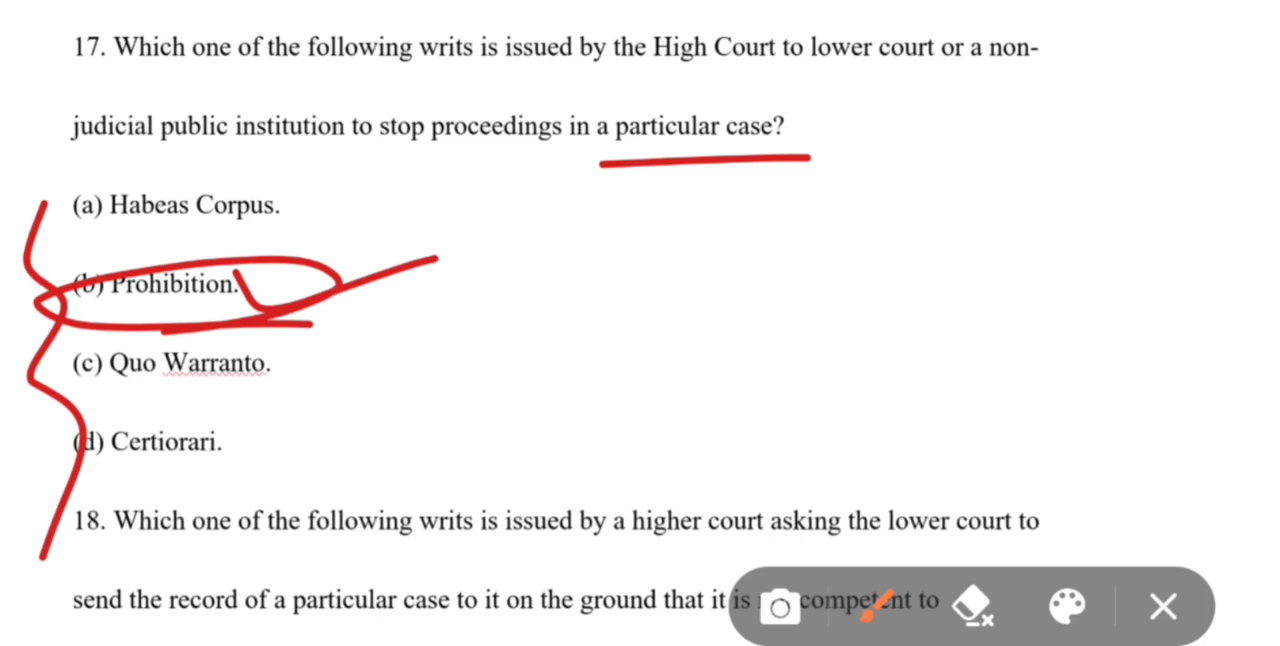 17. Which one of the following writs is issued by the High Court to lower court or a non-
judicial public institution to stop proceedings in a particular case?
(a) Habeas Corpus.
(b) Prohibition.
(c) Quo Warranto.
(d) Certiorari.
18. Which one of the following writs is issued by a higher court asking the lower court to
send the record of a particular case to it on the ground that it is competent to